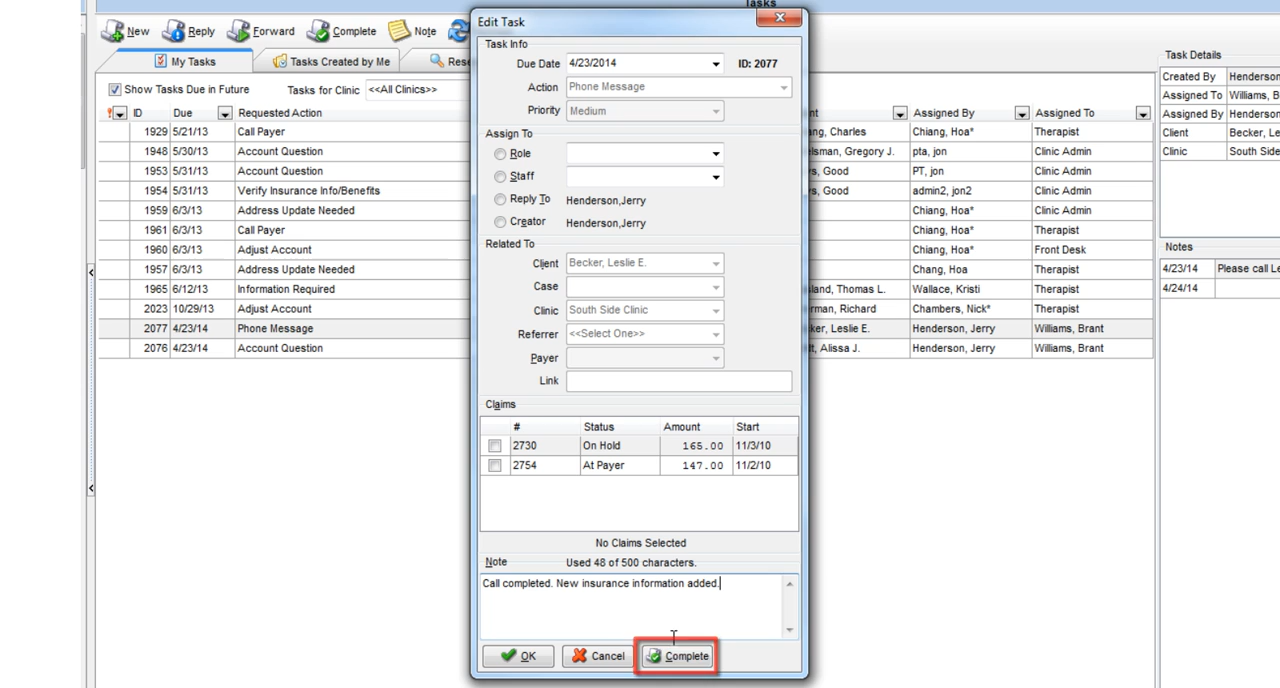 Tasks
New Reply Forward Complete Note
My Tasks Tasks Created by Me
Show Tasks Due in Future Tasks for Clinic <<All Clinics>>
! ID Due Requested Action Assigned By Assigned To
1929 5/21/13 Call Payer Charles Chiang, Hoa* Therapist
1948 5/30/13 Account Question Gregory J. pta, jon Clinic Admin
1953 5/31/13 Account Question Good PT, jon Clinic Admin
1954 5/31/13 Verify Insurance Info/Benefits Good admin2, jon2 Clinic Admin
1959 6/3/13 Address Update Needed Chiang, Hoa* Clinic Admin
1961 6/3/13 Call Payer Chiang, Hoa* Therapist
1960 6/3/13 Adjust Account Chiang, Hoa* Front Desk
1957 6/3/13 Address Update Needed Chang, Hoa Therapist
1965 6/12/13 Information Required Thomas L. Wallace, Kristi Therapist
2023 10/29/13 Adjust Account Richard Chambers, Nick* Therapist
2077 4/23/14 Phone Message Leslie E. Henderson, Jerry Williams, Brant
2076 4/23/14 Account Question Alissa J. Henderson, Jerry Williams, Brant
Edit Task
Task Info
Due Date 4/23/2014 ID: 2077
Action Phone Message
Priority Medium
Assign To
Role
Staff
Reply To Henderson,Jerry
Creator Henderson,Jerry
Related To
Client Becker, Leslie E.
Case
Clinic South Side Clinic
Referrer <<Select One>>
Payer
Link
Claims
# Status Amount Start
2730 On Hold 165.00 11/3/10
2754 At Payer 147.00 11/2/10
No Claims Selected
Note Used 48 of 500 characters.
Call completed. New insurance information added.
OK Cancel Complete
Task Details
Created By Henderson
Assigned To Williams, B
Assigned By Henderson
Client Becker, Le
Clinic South Side
Notes
4/23/14 Please call Le
4/24/14